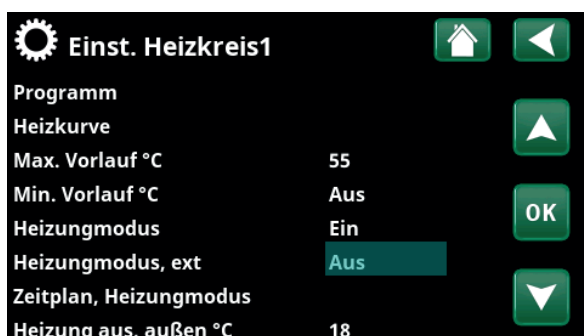 Einst. Heizkreis1
Programm
Heizkurve
Max. Vorlauf °C 55
Min. Vorlauf °C Aus
Heizungmodus Ein
OK
Heizungmodus, ext Aus
Zeitplan, Heizungmodus
Heizung aus, außen °C 18